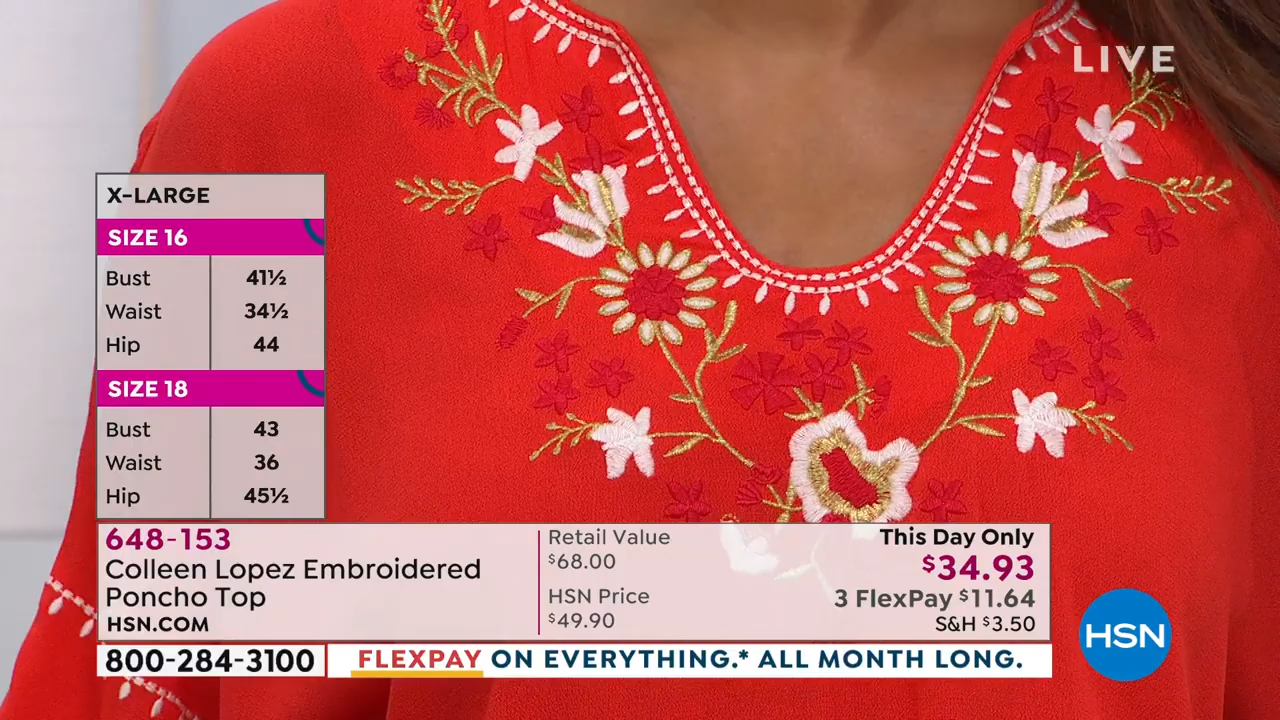 LIVE
X-LARGE
SIZE 16
Bust 41½
Waist 34½
Hip 44
SIZE 18
Bust 43
Waist 36
Hip 45½
648-153
Colleen Lopez Embroidered
Poncho Top
HSN.COM
Retail Value
$68.00
HSN Price
$49.90
This Day Only
$34.93
3 FlexPay $11.64
S&H $3.50
HSN
800-284-3100
FLEXPAY ON EVERYTHING.* ALL MONTH LONG.